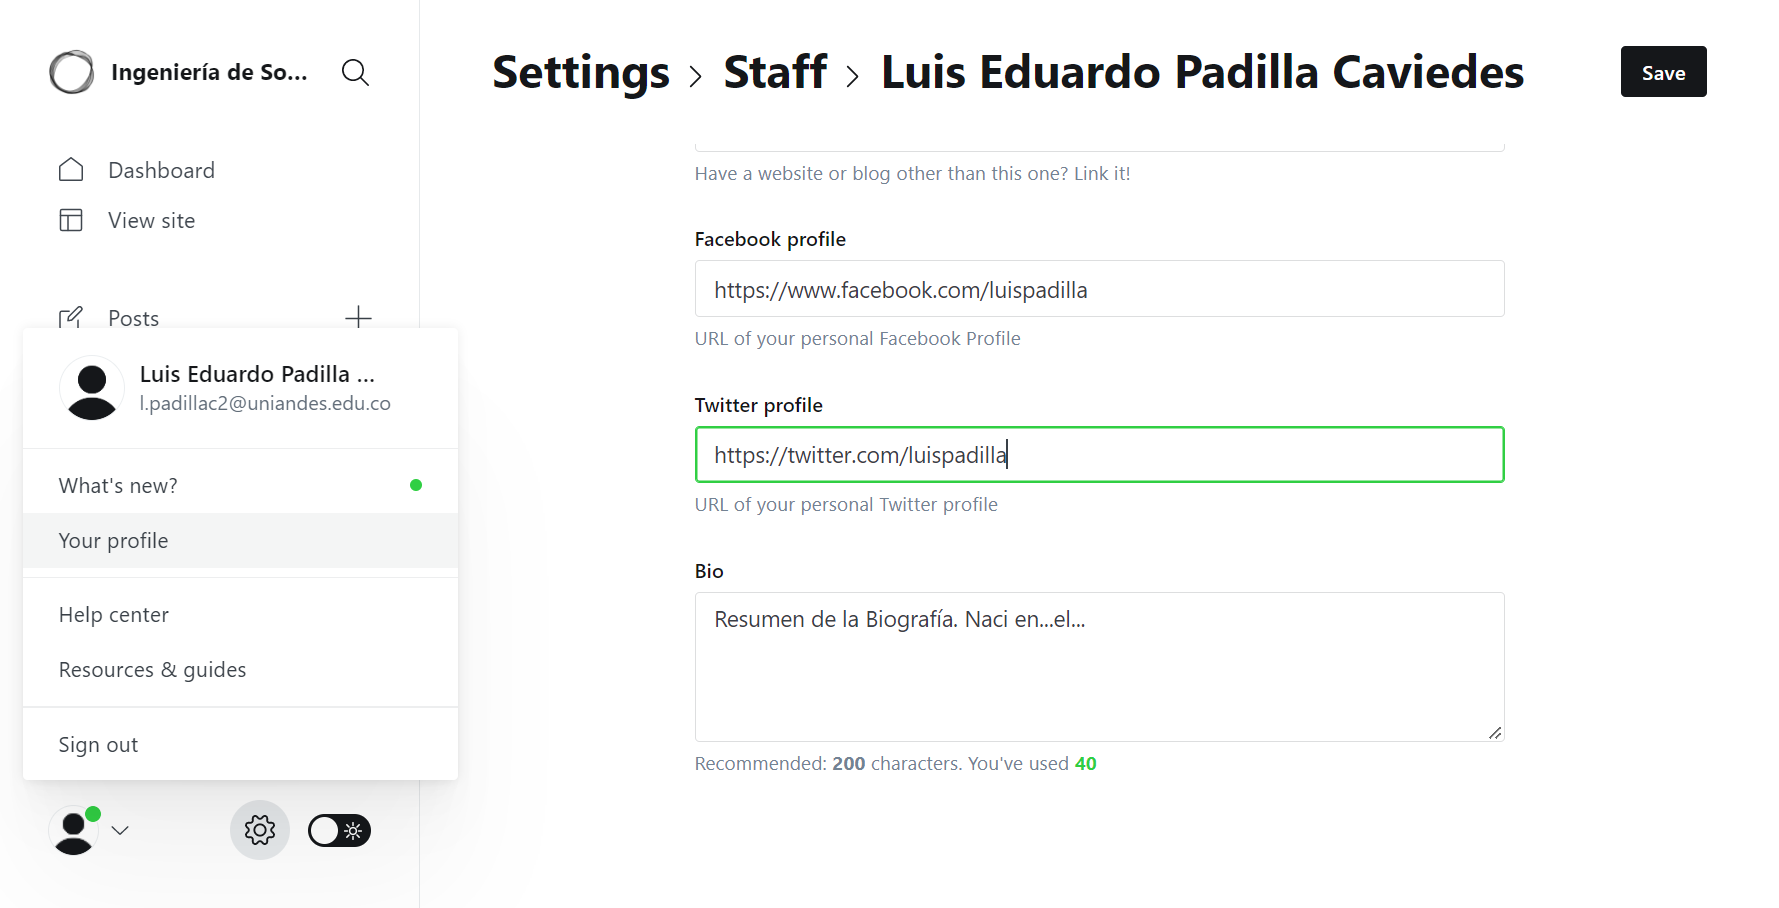 Ingeniería de So...
Dashboard
View site
Posts
Luis Eduardo Padilla ...
l.padillac2@uniandes.edu.co
What's new?
Your profile
Help center
Resources & guides
Sign out
Settings > Staff > Luis Eduardo Padilla Caviedes
Save
Have a website or blog other than this one? Link it!
Facebook profile
https://www.facebook.com/luispadilla
URL of your personal Facebook Profile
Twitter profile
https://twitter.com/luispadilla
URL of your personal Twitter profile
Bio
Resumen de la Biografía. Naci en...el...
Recommended: 200 characters. You've used 40